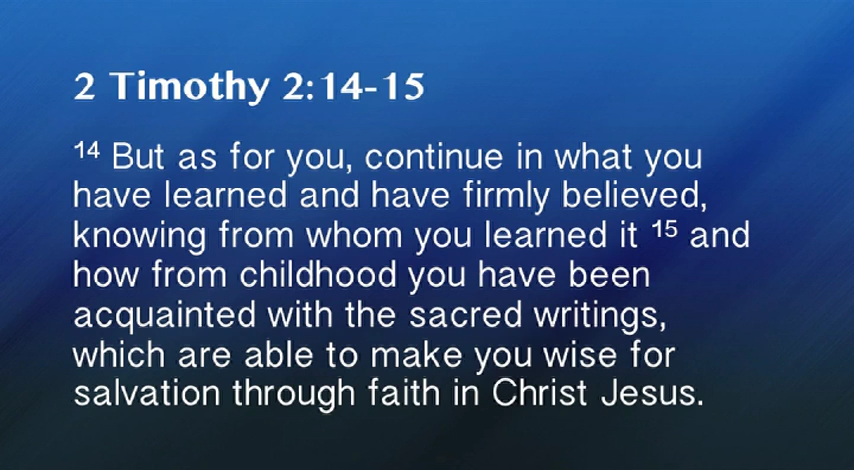 2 Timothy 2:14-15
¹⁴ But as for you, continue in what you
have learned and have firmly believed,
knowing from whom you learned it ¹⁵ and
how from childhood you have been
acquainted with the sacred writings,
which are able to make you wise for
salvation through faith in Christ Jesus.